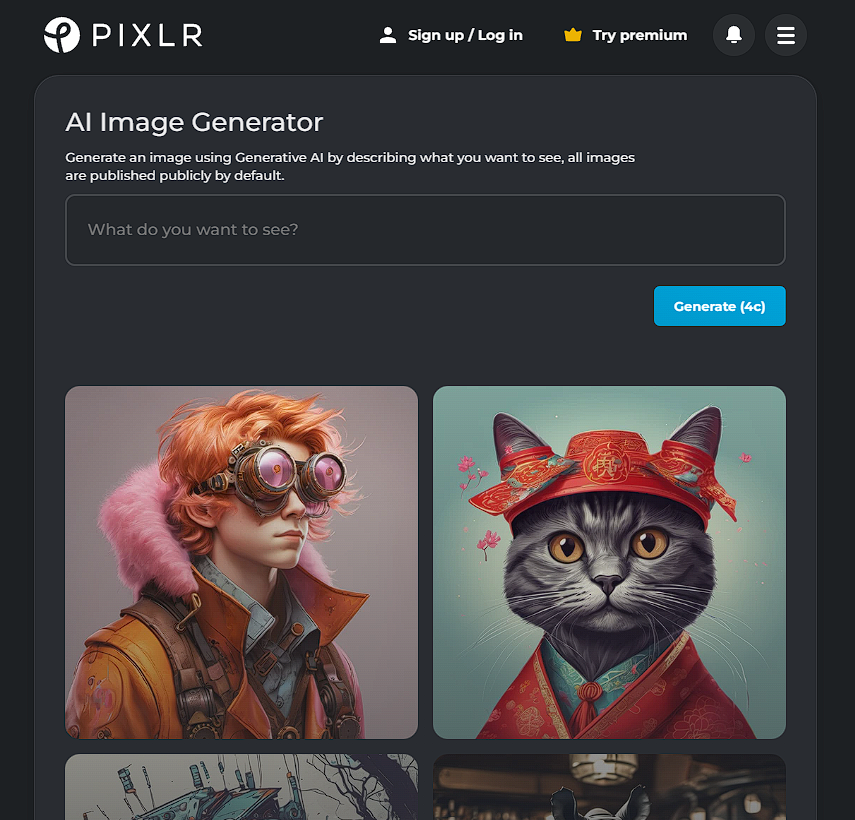 PIXLR
Sign up / Log in
Try premium
AI Image Generator
Generate an image using Generative AI by describing what you want to see, all images
are published publicly by default.
What do you want to see?
Generate (4c)